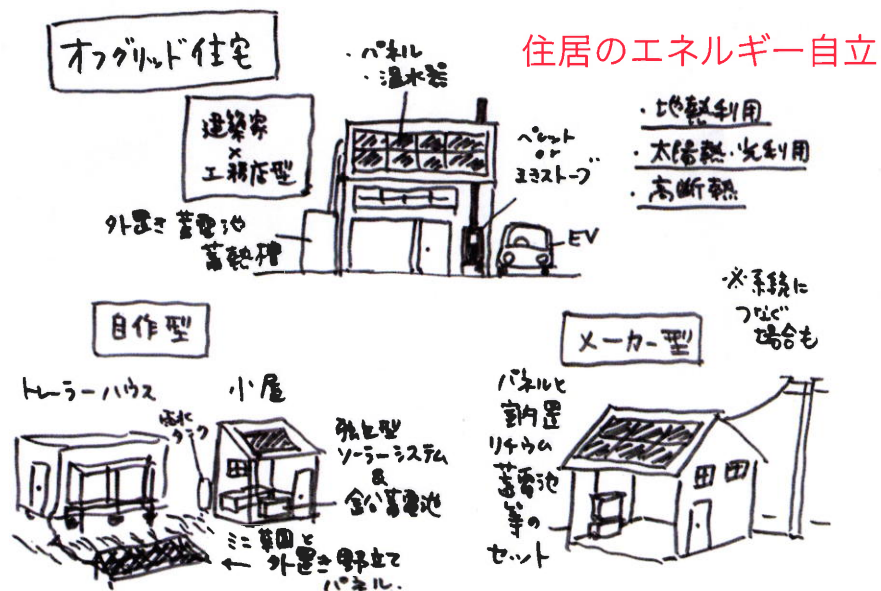 オフグリッド住宅
住居のエネルギー自立
・パネル
・温水器
建築家
×
工務店型
・地熱利用
・太陽熱・光利用
・高断熱
ペレット
or
まきストーブ
外置き蓄電池
蓄熱槽
EV
自作型
メーカー型
※系統に
つなぐ
場合も
トレーラーハウス
小屋
タンク
独立型
ソーラーシステム
&
鉛蓄電池
ミニ菜園と
外置き野立て
パネル.
パネルと
室内置
リチウム
蓄電池
等の
セット